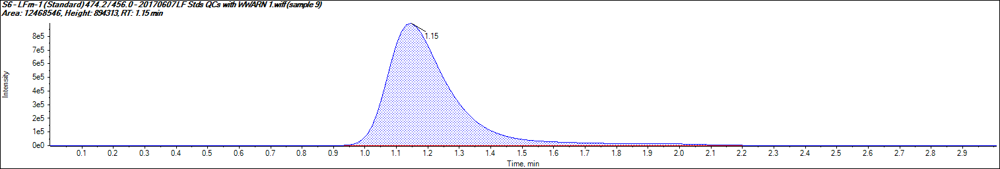 S6 - LFm-1 (Standard) 474.2 / 456.0 - 20170607 LF Stds QCs with WWARN 1.wiff (sample 9)
Area: 12468546, Height: 894313, RT: 1.15 min
1.15
8e5
7e5
6e5
5e5
4e5
3e5
2e5
1e5
0e0
Intensity
0.1 0.2 0.3 0.4 0.5 0.6 0.7 0.8 0.9 1.0 1.1 1.2 1.3 1.4 1.5 1.6 1.7 1.8 1.9 2.0 2.1 2.2 2.3 2.4 2.5 2.6 2.7 2.8 2.9
Time, min